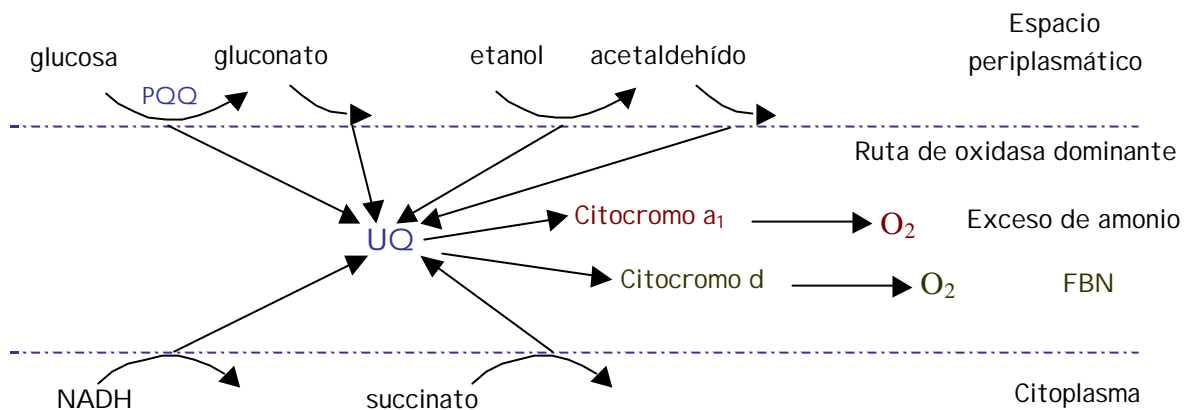 Espacio
periplasmático
glucosa
gluconato
etanol
acetaldehído
PQQ
Ruta de oxidasa dominante
Citocromo a₁
O₂
Exceso de amonio
UQ
Citocromo d
O₂
FBN
NADH
succinato
Citoplasma